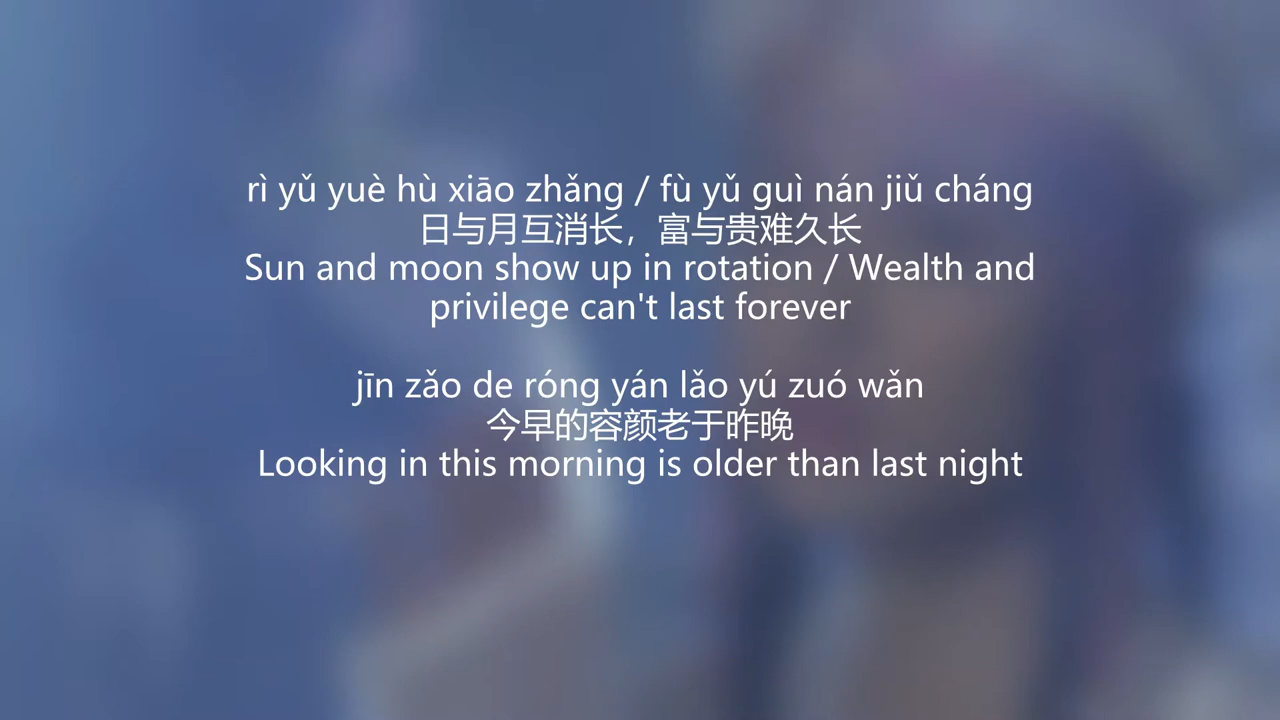 rì yǔ yuè hù xiāo zhǎng / fù yǔ guì nán jiǔ cháng
日与月互消长，富与贵难久长
Sun and moon show up in rotation / Wealth and
privilege can't last forever
jīn zǎo de róng yán lǎo yú zuó wǎn
今早的容颜老于昨晚
Looking in this morning is older than last night